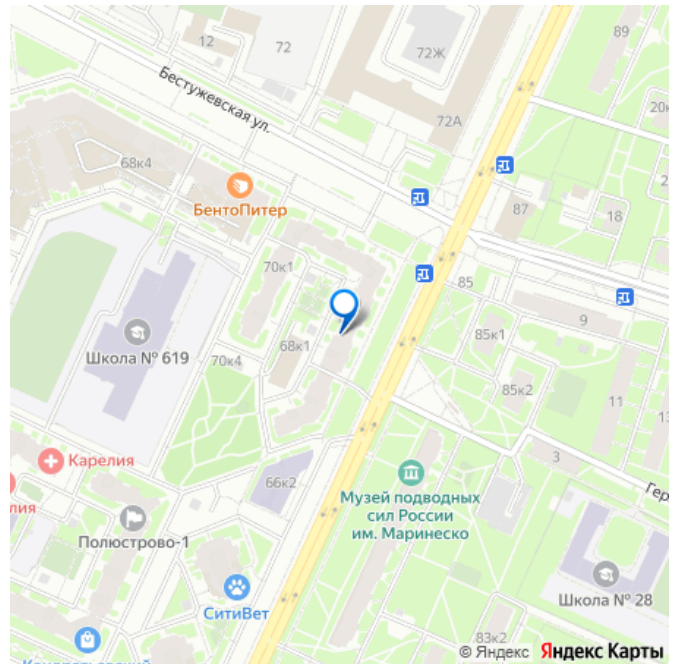 89
12
72
72Ж
20к
Бестужевская ул.
72А
68к4
БентоПитер
87
18
70к1
85
9
Школа № 619
70к4
68к1
85к1
85к2
11
Карелия
66к2
3
Музей подводных
сил России
им. Маринеско
Полюстрово-1
СитиВет
Школа № 28
83к2
© Яндекс Яндекс Карты